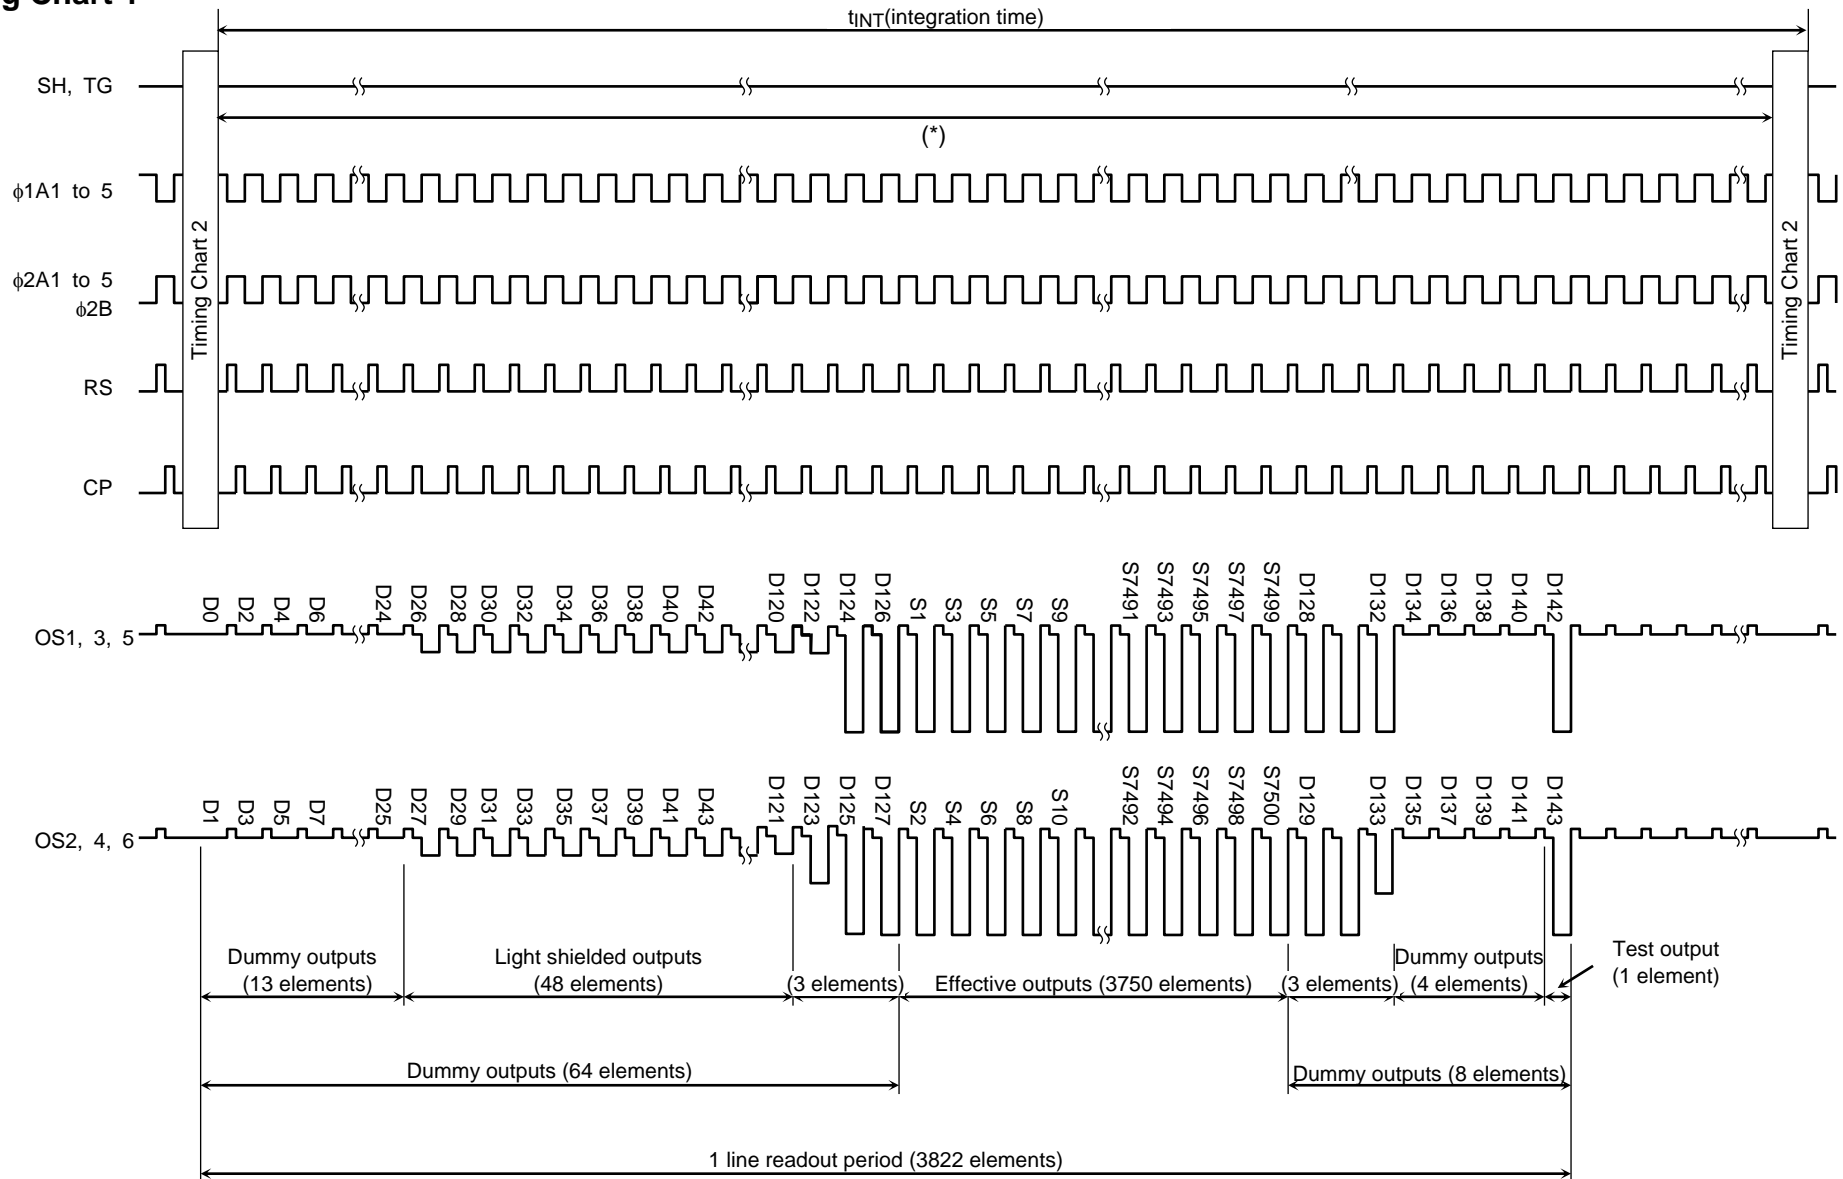 g Chart 1
tINT(integration time)
SH, TG
(*)
ϕ1A1 to 5
ϕ2A1 to 5
ϕ2B
RS
CP
Timing Chart 2
Timing Chart 2
OS1, 3, 5
D0 D2 D4 D6 D24 D26 D28 D30 D32 D34 D36 D38 D40 D42 D120 D122 D124 D126 S1 S3 S5 S7 S9 S7491 S7493 S7495 S7497 S7499 D128 D132 D134 D136 D138 D140 D142
OS2, 4, 6
D1 D3 D5 D7 D25 D27 D29 D31 D33 D35 D37 D39 D41 D43 D121 D123 D125 D127 S2 S4 S6 S8 S10 S7492 S7494 S7496 S7498 S7500 D129 D133 D135 D137 D139 D141 D143
Dummy outputs
(13 elements)
Light shielded outputs
(48 elements)
(3 elements)
Effective outputs (3750 elements)
(3 elements)
Dummy outputs
(4 elements)
Test output
(1 element)
Dummy outputs (64 elements)
Dummy outputs (8 elements)
1 line readout period (3822 elements)